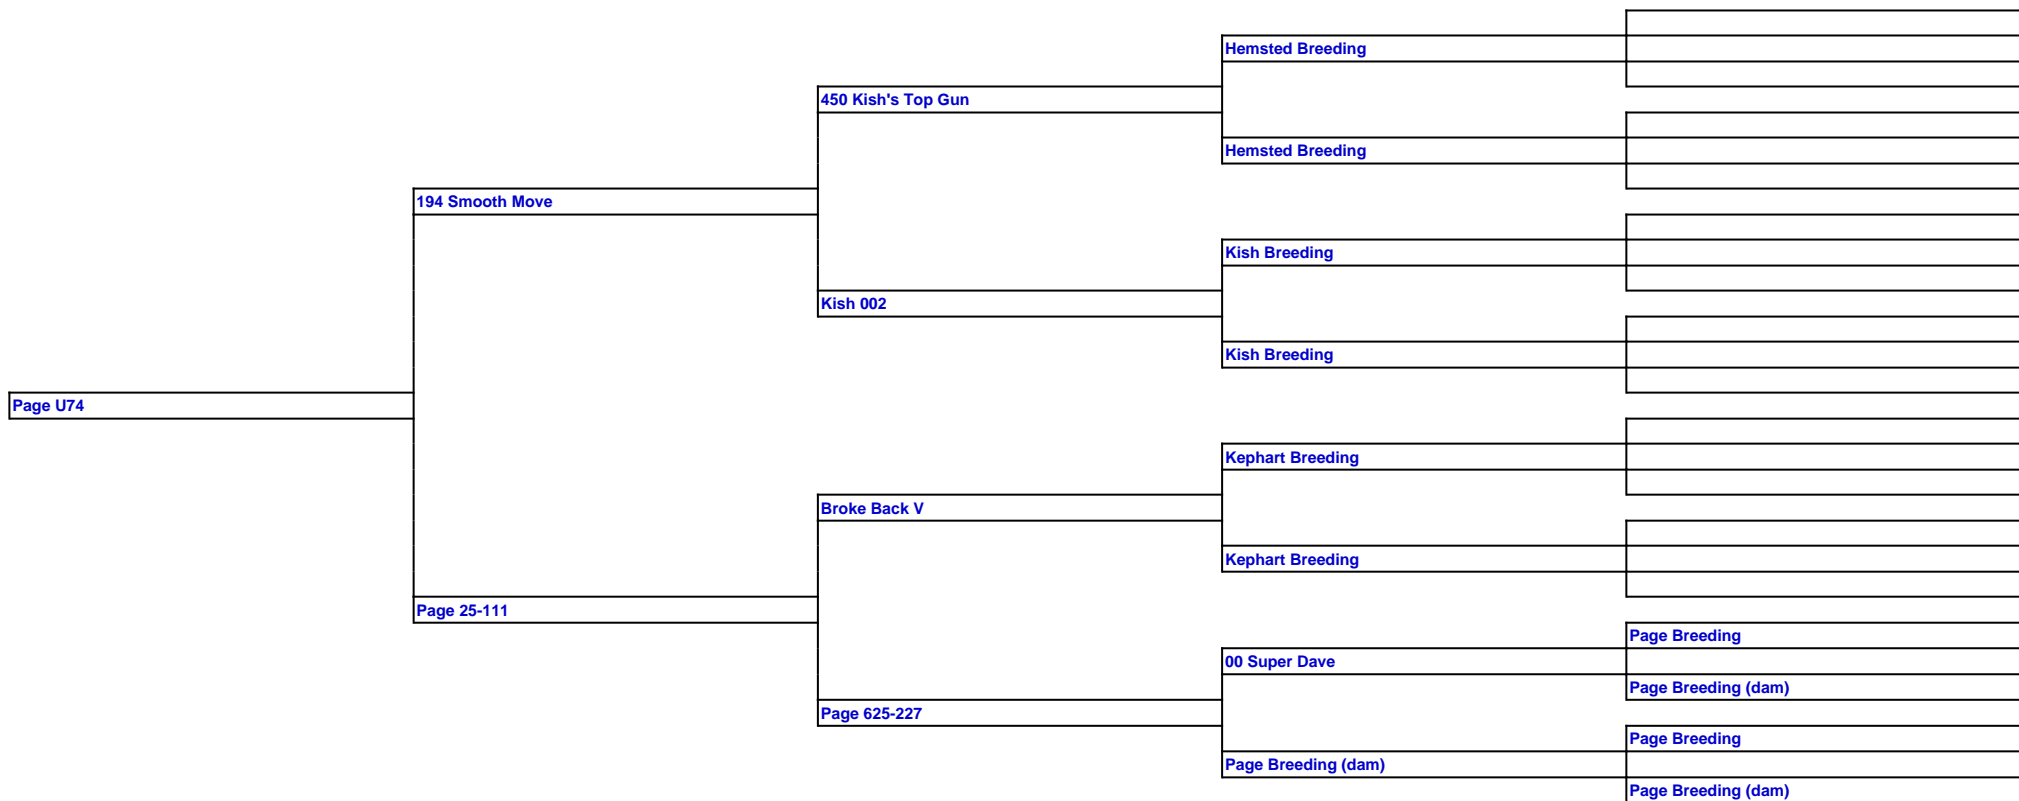 Hemsted Breeding
450 Kish's Top Gun
Hemsted Breeding
194 Smooth Move
Kish Breeding
Kish 002
Kish Breeding
Page U74
Kephart Breeding
Broke Back V
Kephart Breeding
Page 25-111
Page Breeding
00 Super Dave
Page Breeding (dam)
Page 625-227
Page Breeding
Page Breeding (dam)
Page Breeding (dam)